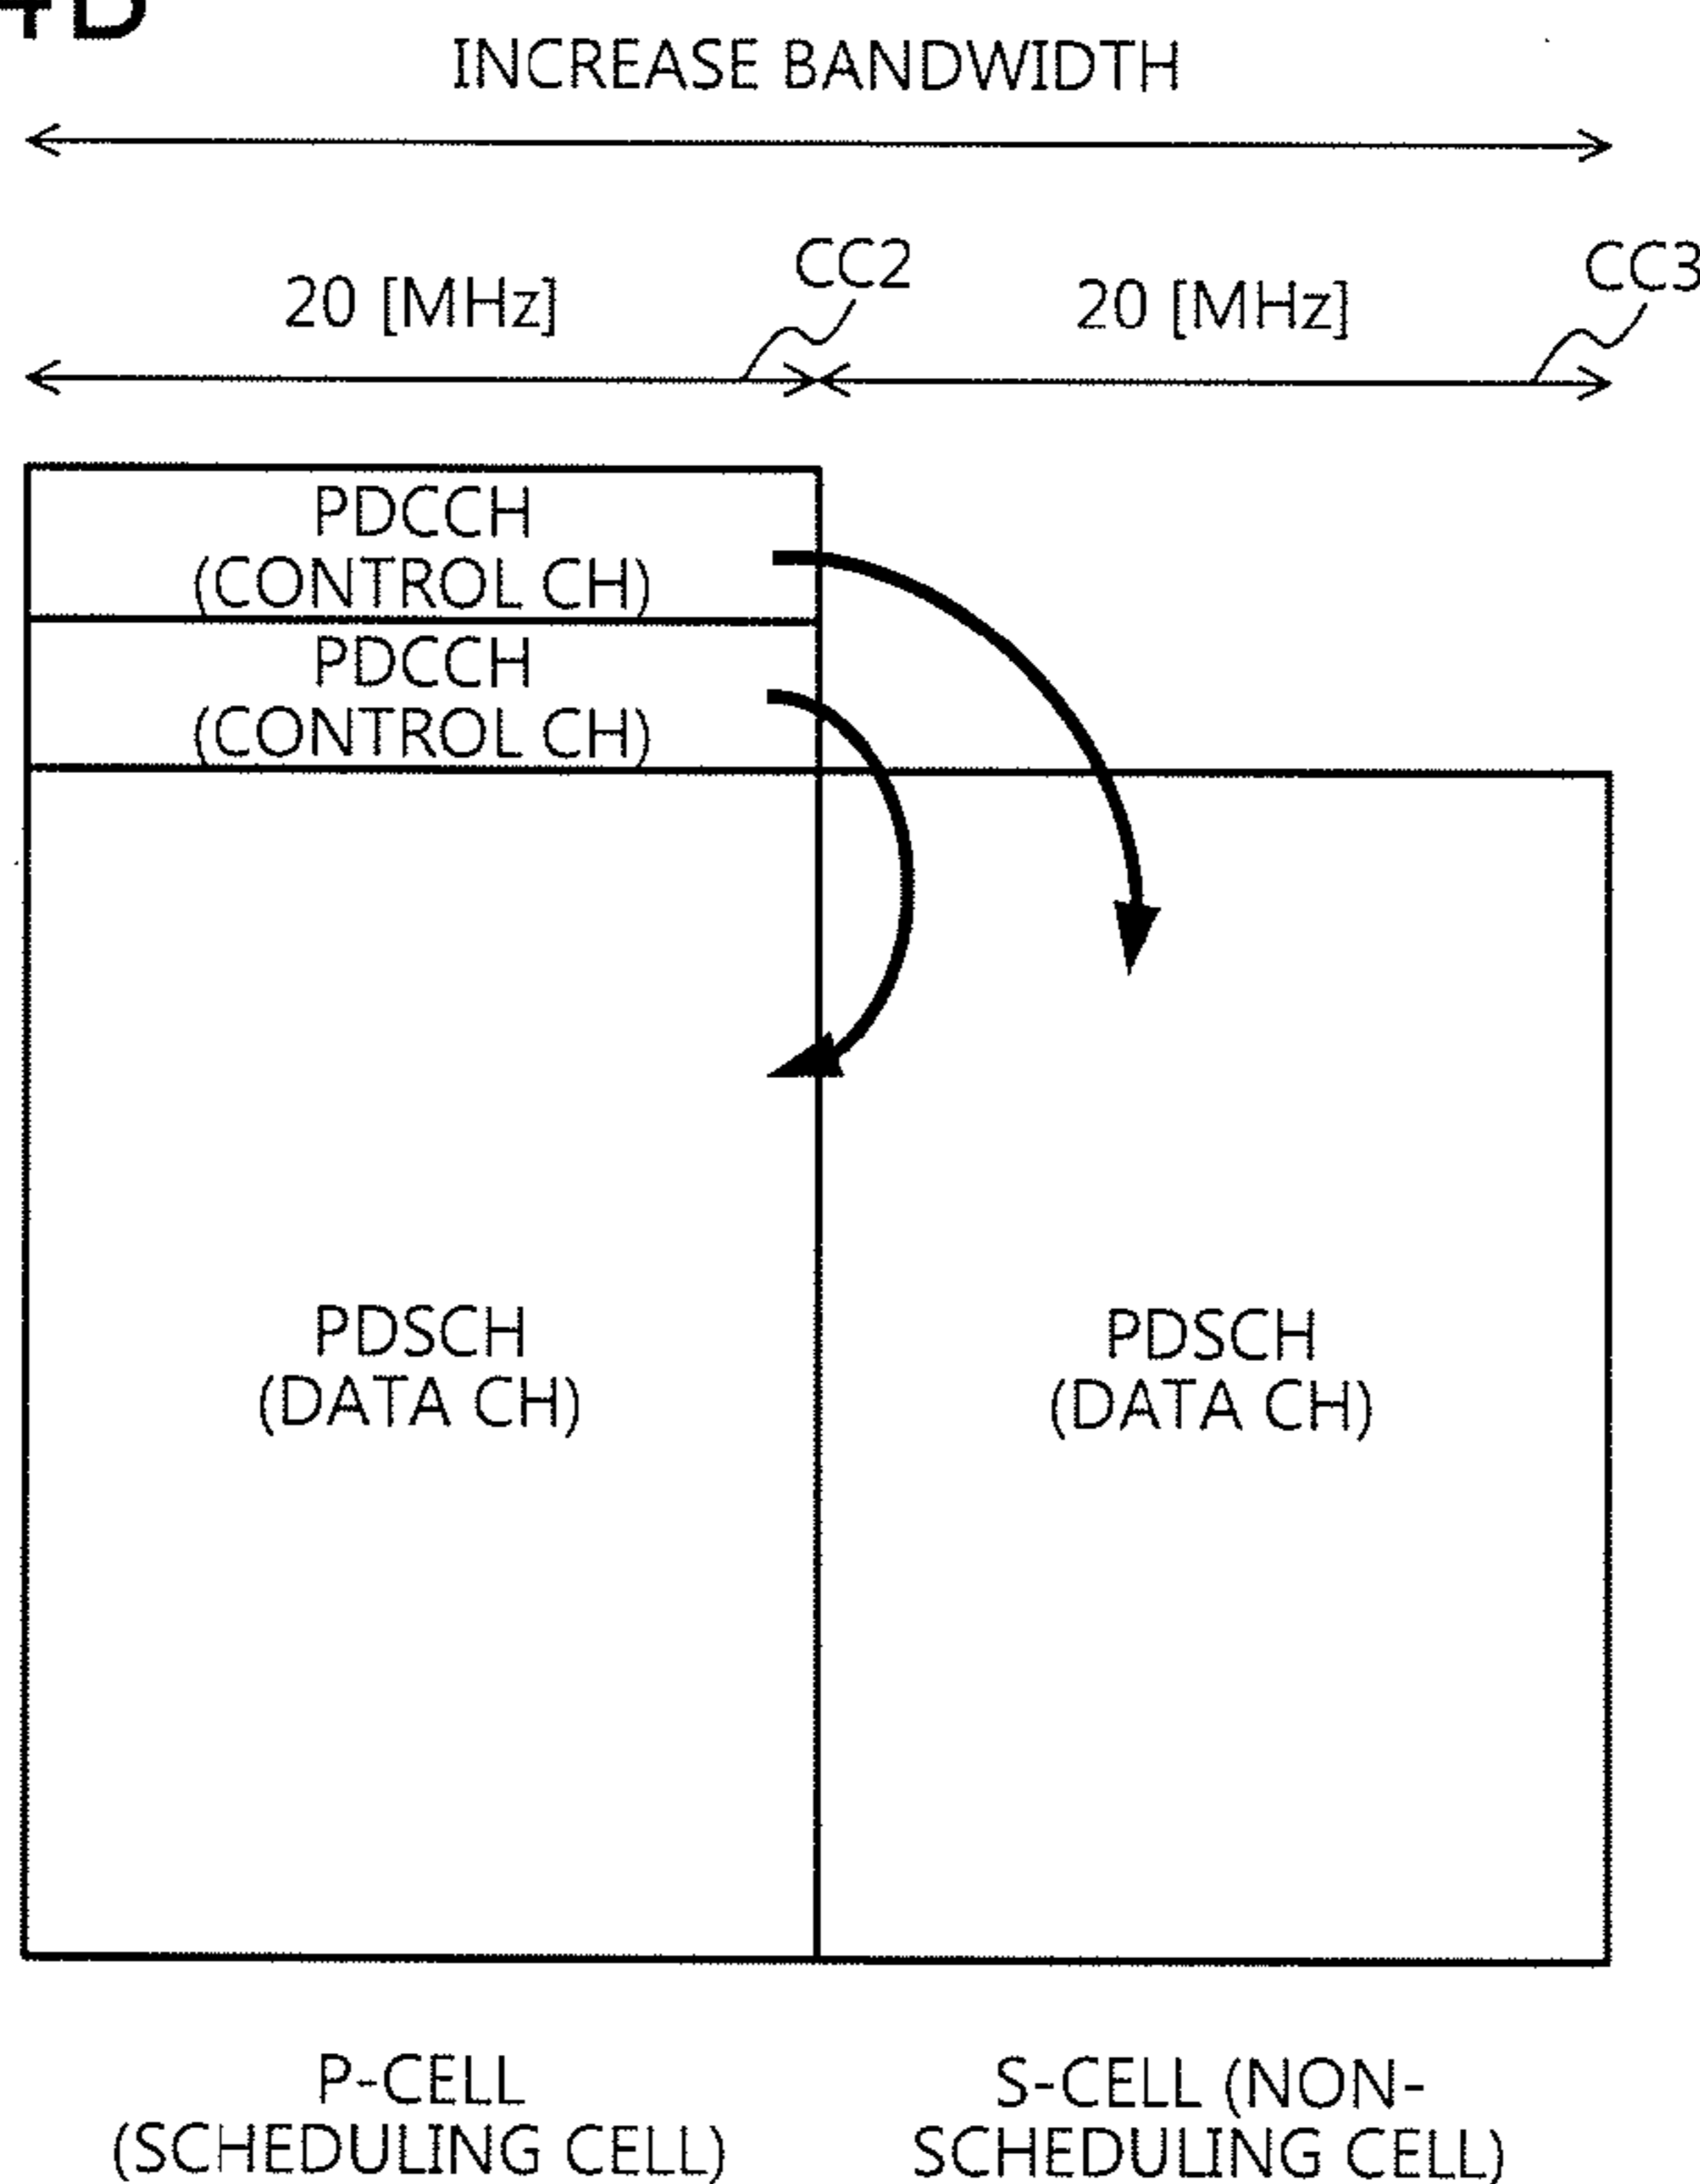 4D
INCREASE BANDWIDTH
20 [MHz]
CC2
20 [MHz]
CC3
PDCCH
(CONTROL CH)
PDCCH
(CONTROL CH)
PDSCH
(DATA CH)
PDSCH
(DATA CH)
P-CELL
(SCHEDULING CELL)
S-CELL (NON-
SCHEDULING CELL)